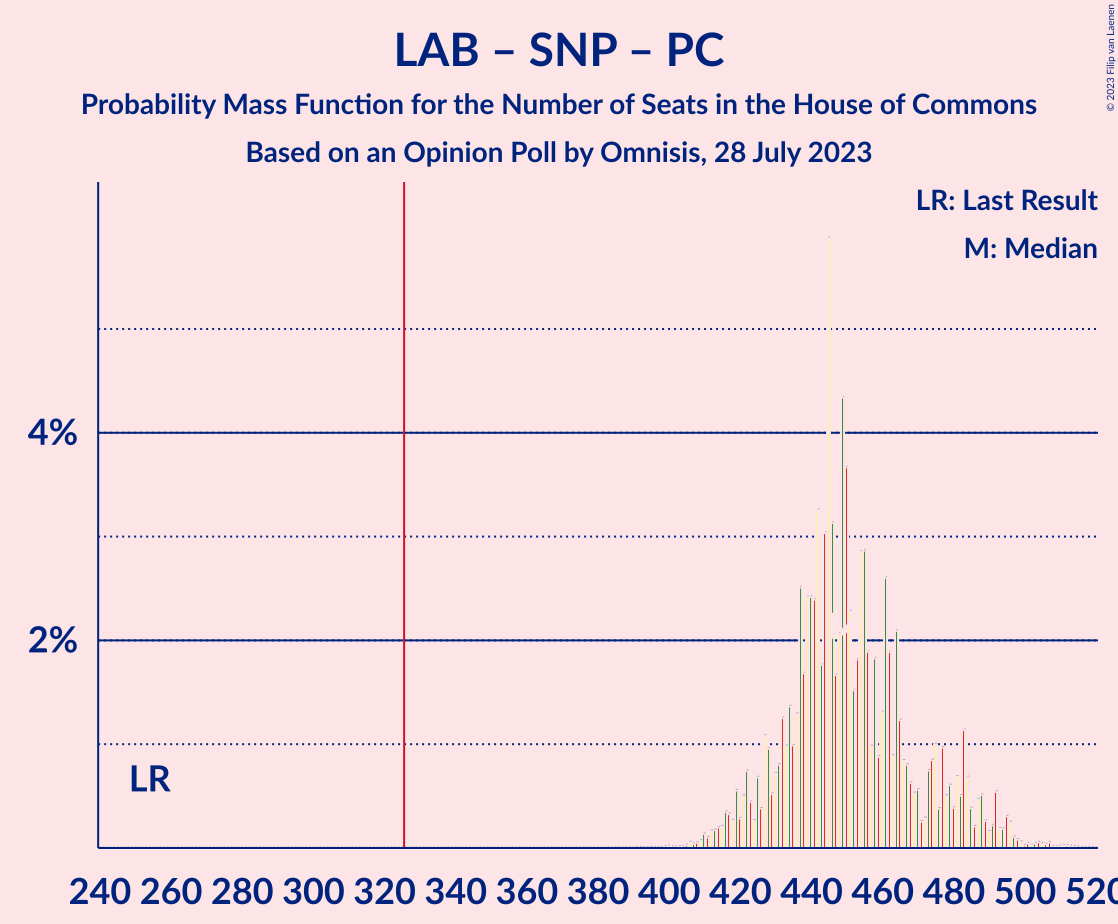 LAB – SNP – PC
Probability Mass Function for the Number of Seats in the House of Commons
Based on an Opinion Poll by Omnisis, 28 July 2023
© 2023 Filip van Laenen
LR: Last Result
M: Median
4%
2%
LR
240 260 280 300 320 340 360 380 400 420 440 460 480 500 520